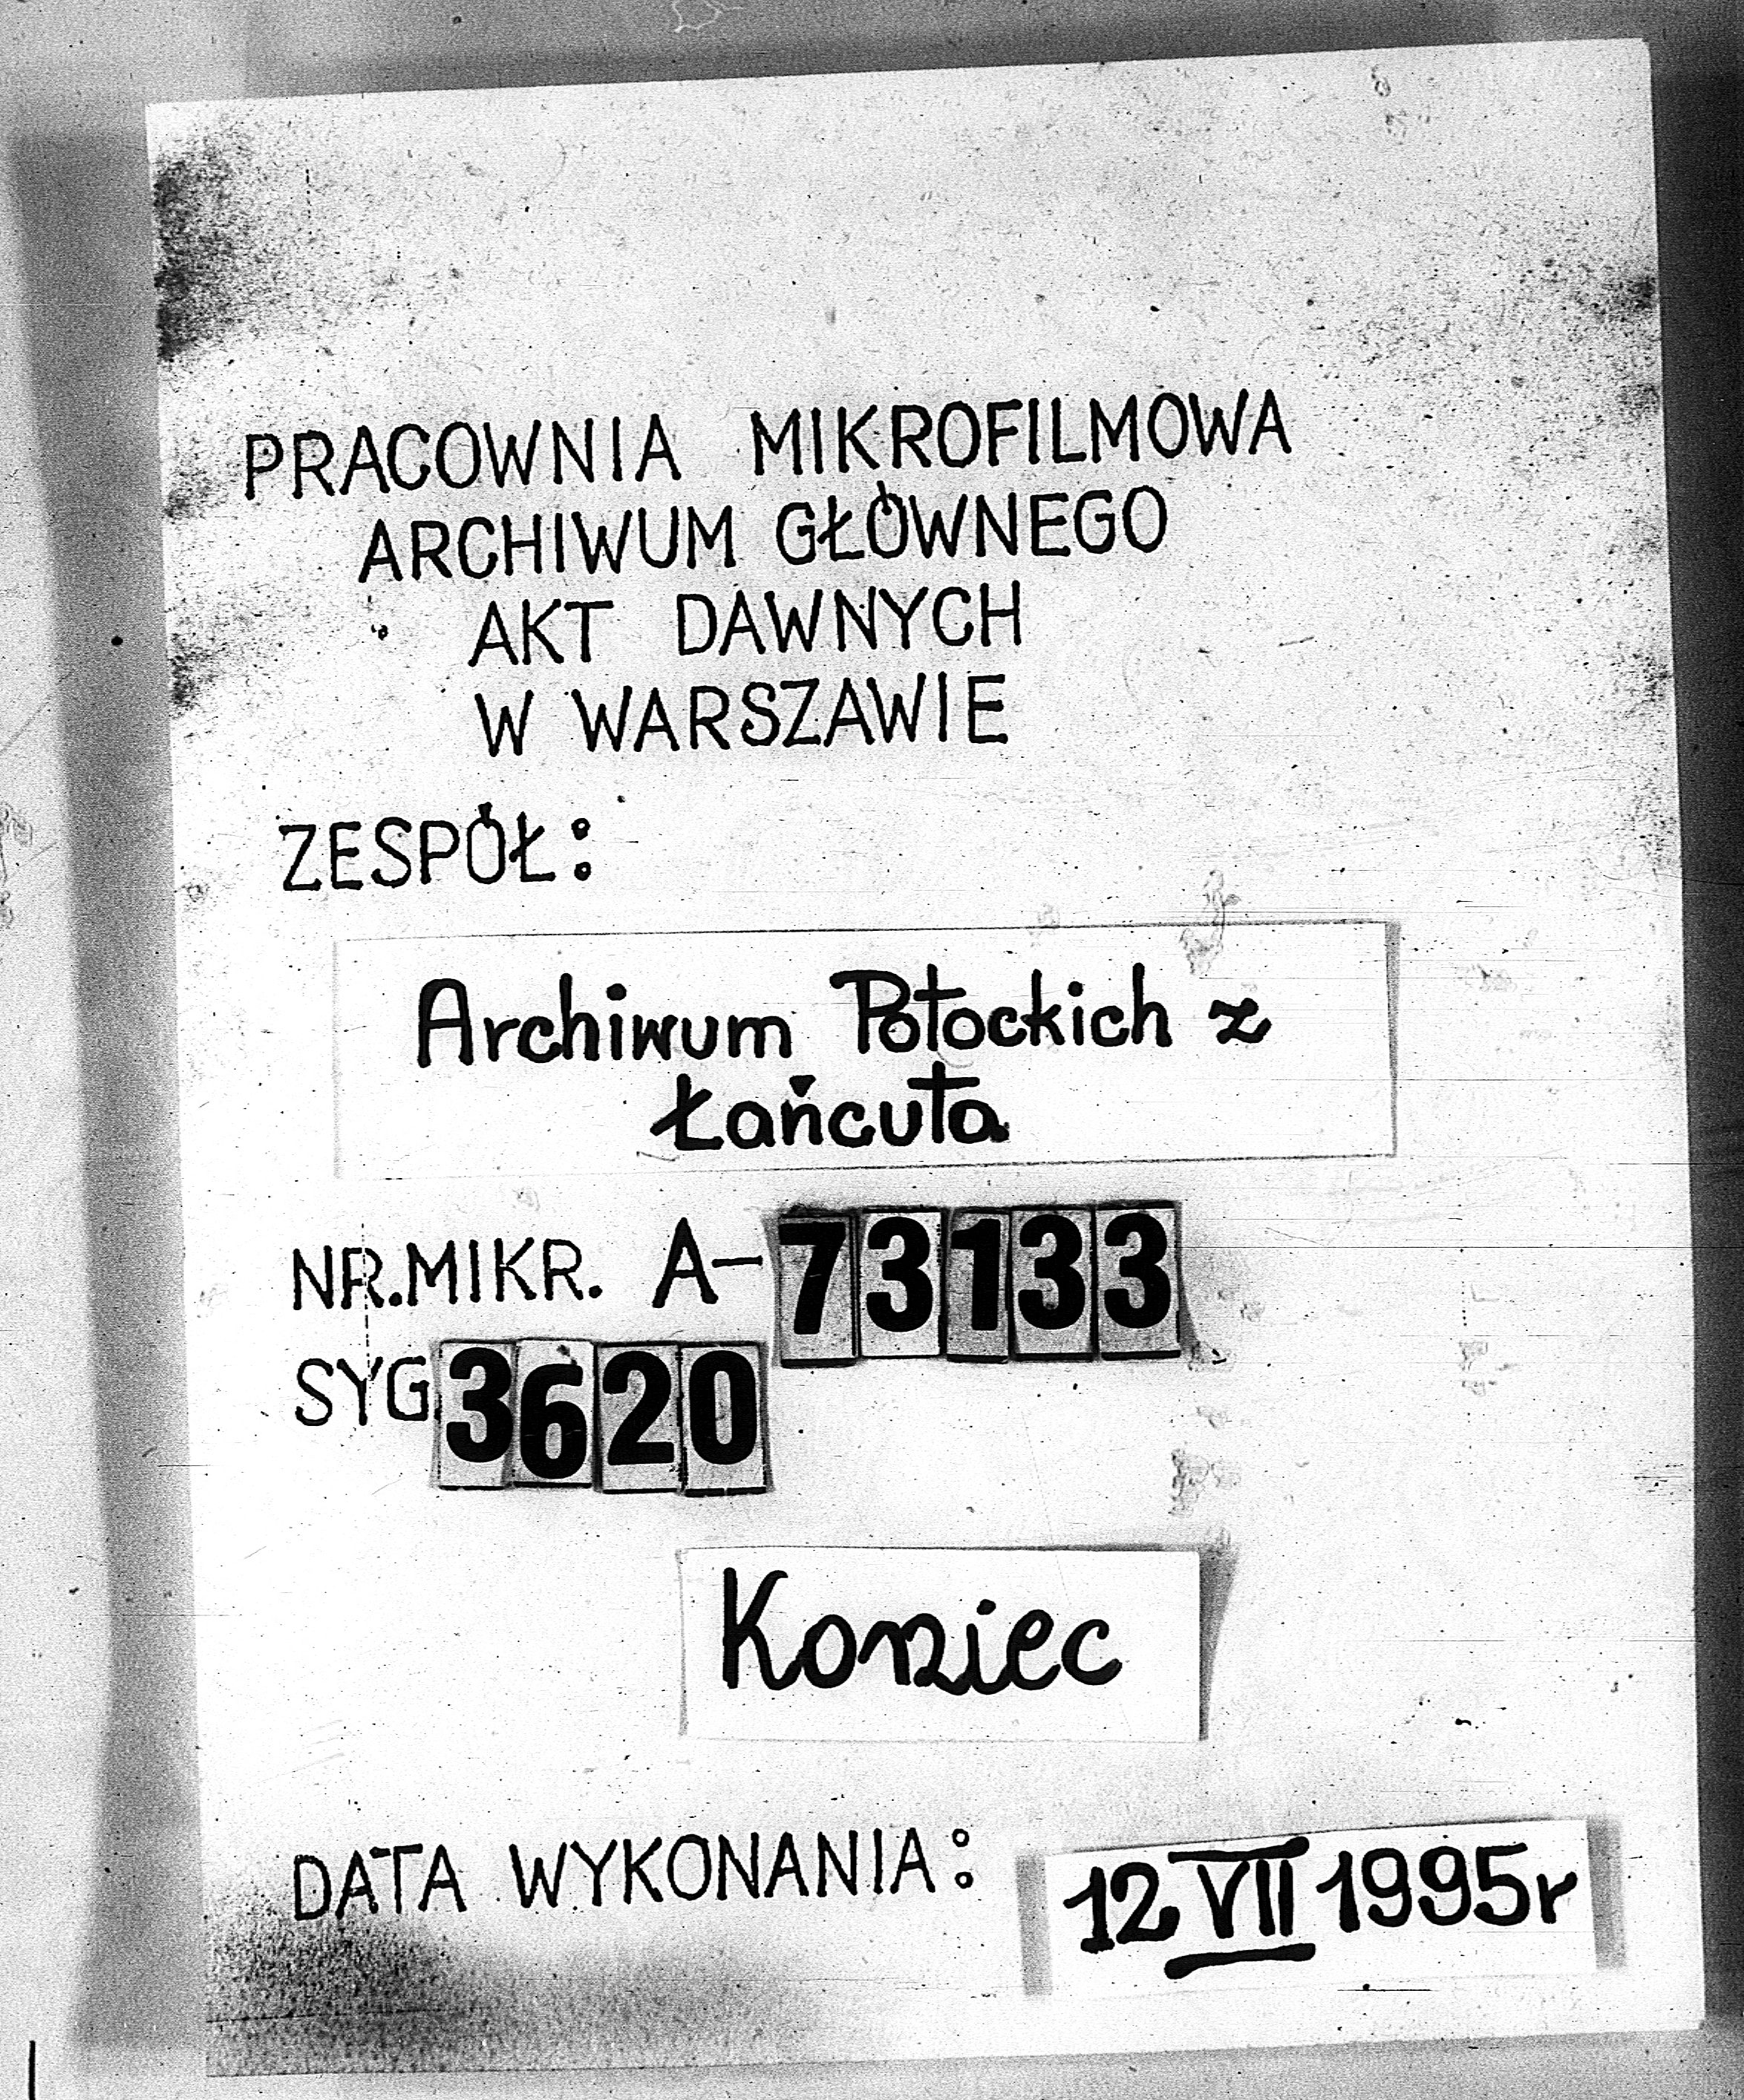 PRACOWNIA MIKROFILMOWA
ARCHIWUM GŁÓWNEGO
AKT DAWNYCH
W WARSZAWIE
ZESPÓŁ:
Archiwum Potockich z
Łańcuta
NR.MIKR. A-73133
SYG.3620
Koniec
DATA WYKONANIA: 12 VII 1995r